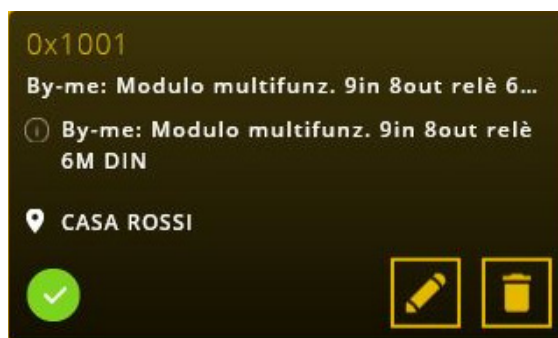 0x1001
By-me: Modulo multifunz. 9in 8out relè 6...
By-me: Modulo multifunz. 9in 8out relè
6M DIN
CASA ROSSI